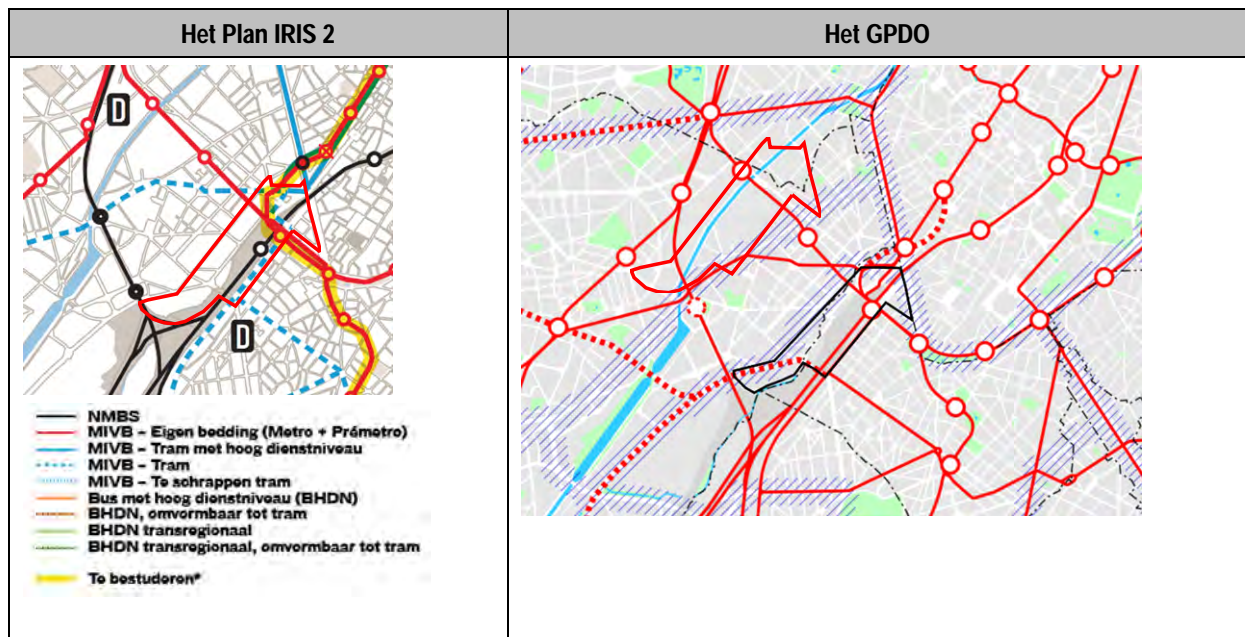 Het Plan IRIS 2
Het GPDO
D
D
NMBS
MIVB - Eigen bedding (Metro + Prémetro)
MIVB - Tram met hoog dienstniveau
MIVB - Tram
MIVB - Te schrappen tram
Bus met hoog dienstniveau (BHDN)
BHDN, omvormbaar tot tram
BHDN transregionaal
BHDN transregionaal, omvormbaar tot tram
Te bestuderen*